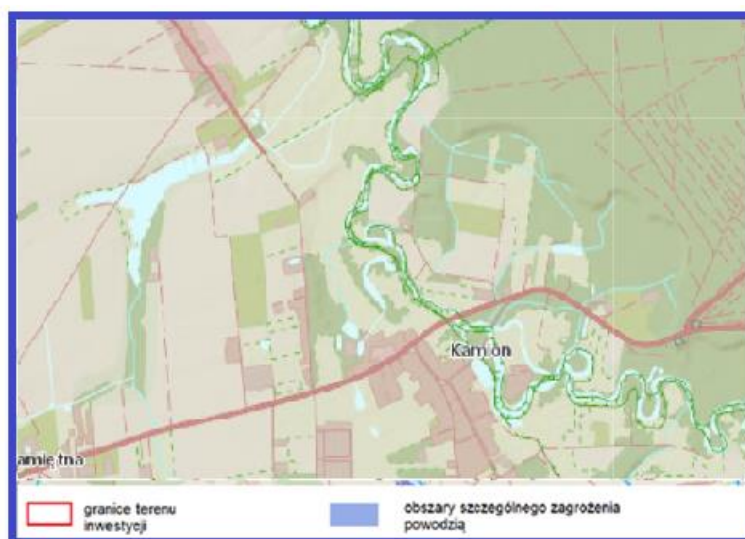 Kamion
amiętna
granice terenu
inwestycji
obszary szczególnego zagrożenia
powodzią